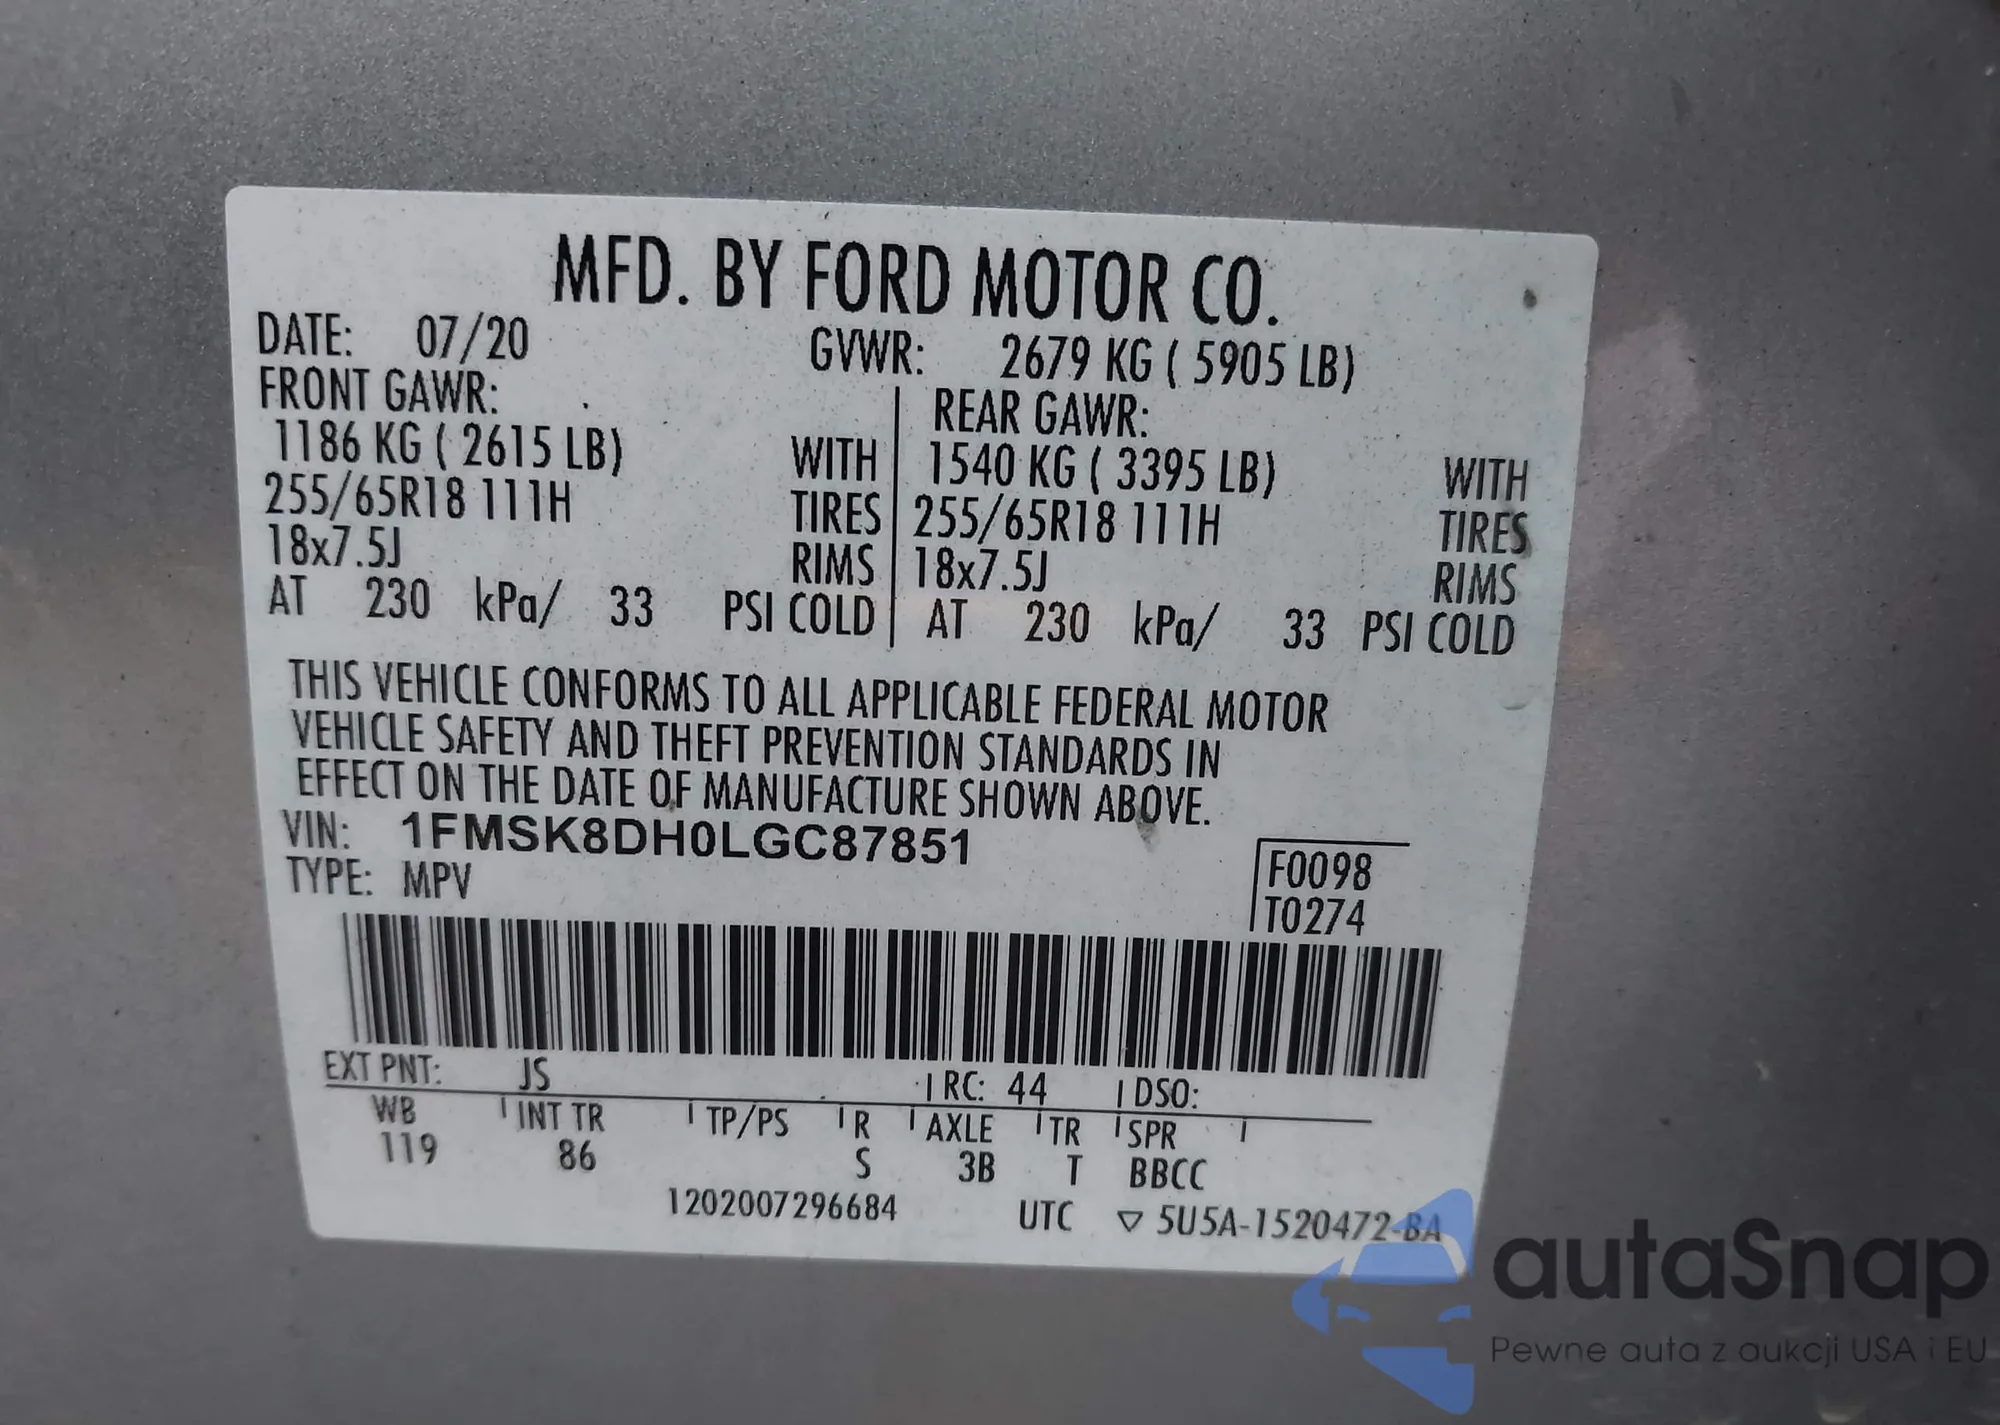 MFD. BY FORD MOTOR CO.
DATE: 07/20 GVWR: 2679 KG ( 5905 LB)
FRONT GAWR: REAR GAWR:
1186 KG ( 2615 LB) WITH 1540 KG ( 3395 LB) WITH
255/65R18 111H TIRES 255/65R18 111H TIRES
18x7.5J RIMS 18x7.5J RIMS
AT 230 kPa/ 33 PSI COLD AT 230 kPa/ 33 PSI COLD
THIS VEHICLE CONFORMS TO ALL APPLICABLE FEDERAL MOTOR
VEHICLE SAFETY AND THEFT PREVENTION STANDARDS IN
EFFECT ON THE DATE OF MANUFACTURE SHOWN ABOVE.
VIN: 1FMSK8DH0LGC87851
TYPE: MPV
F0098
T0274
EXT PNT: JS RC: 44 DSO:
WB INT TR TP/PS R AXLE TR SPR
119 86 S 3B T BBCC
1202007296684 UTC ▽ 5U5A-1520472-BA
autaSnap
Pewne auta z aukcji USA i EU